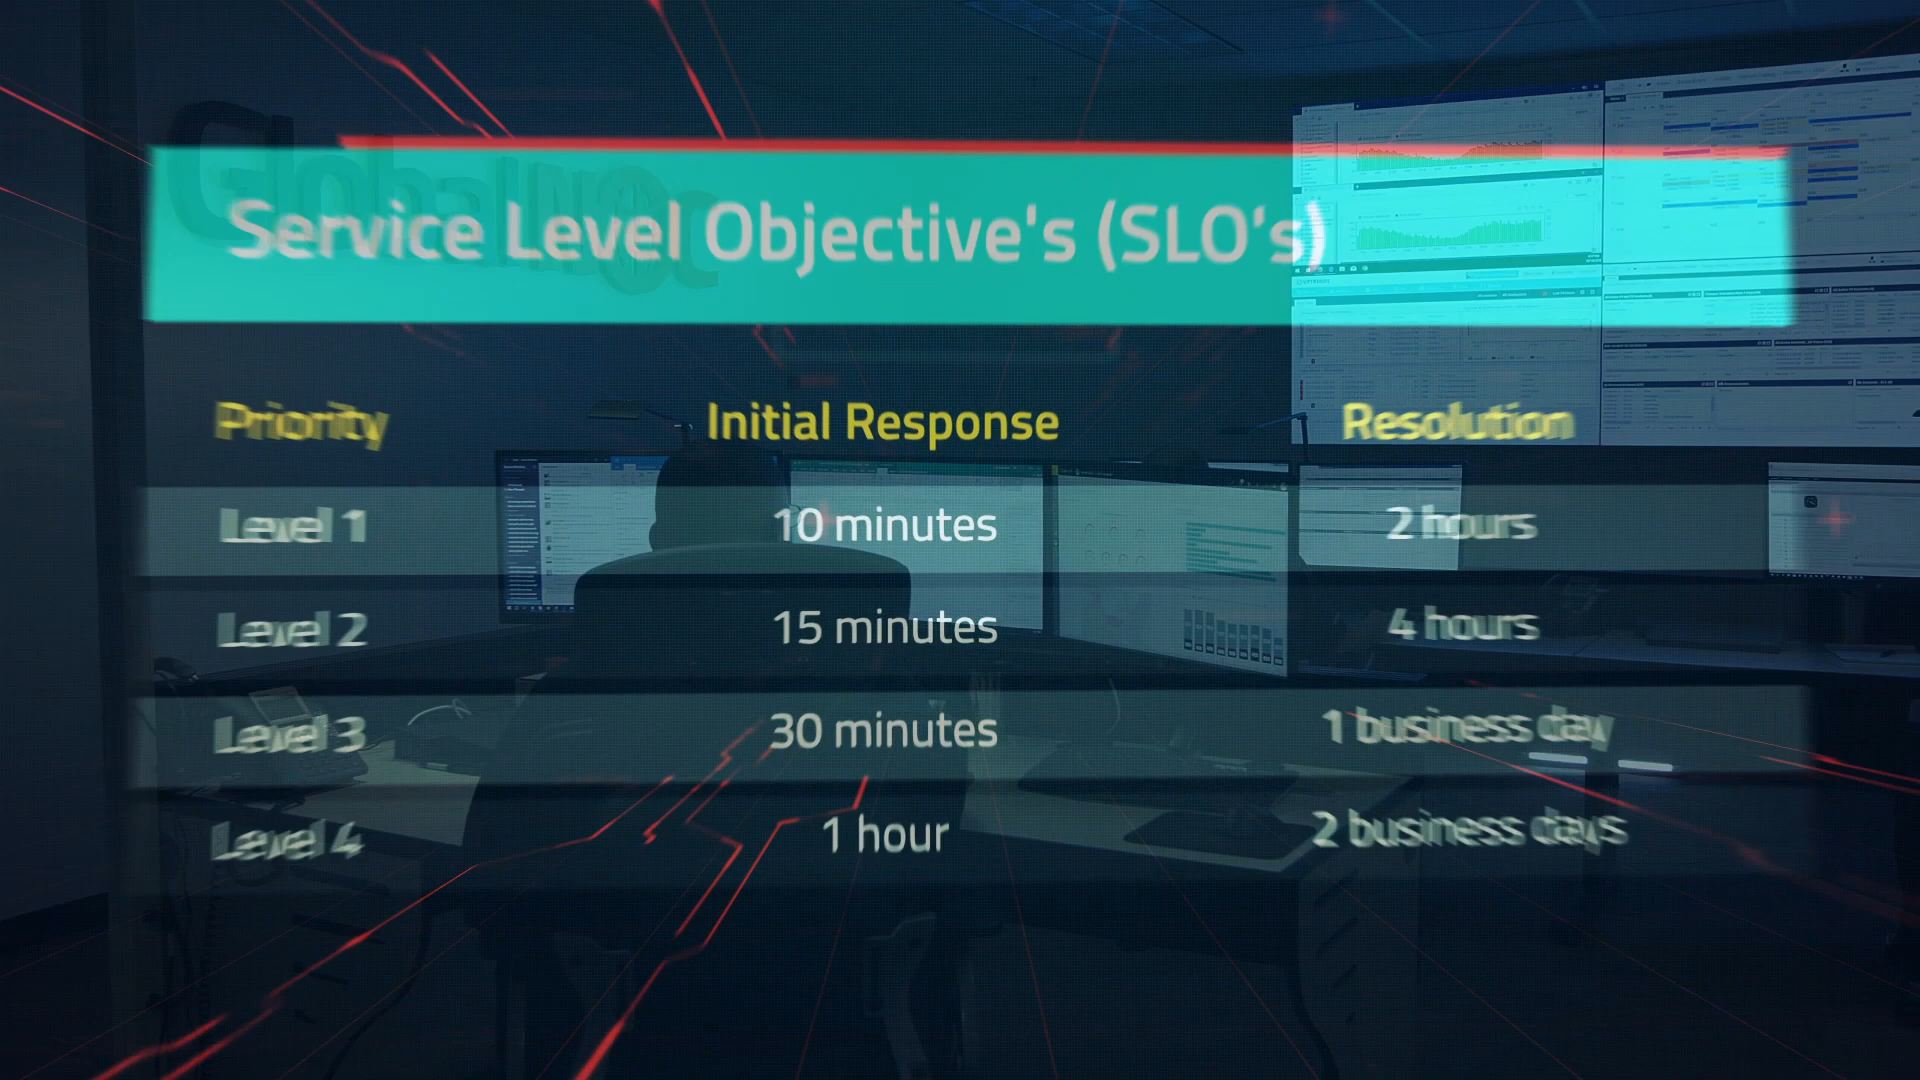 GlobalNOC
Service Level Objective's (SLO's)
Priority Initial Response Resolution
Level 1 10 minutes 2 hours
Level 2 15 minutes 4 hours
Level 3 30 minutes 1 business day
Level 4 1 hour 2 business days